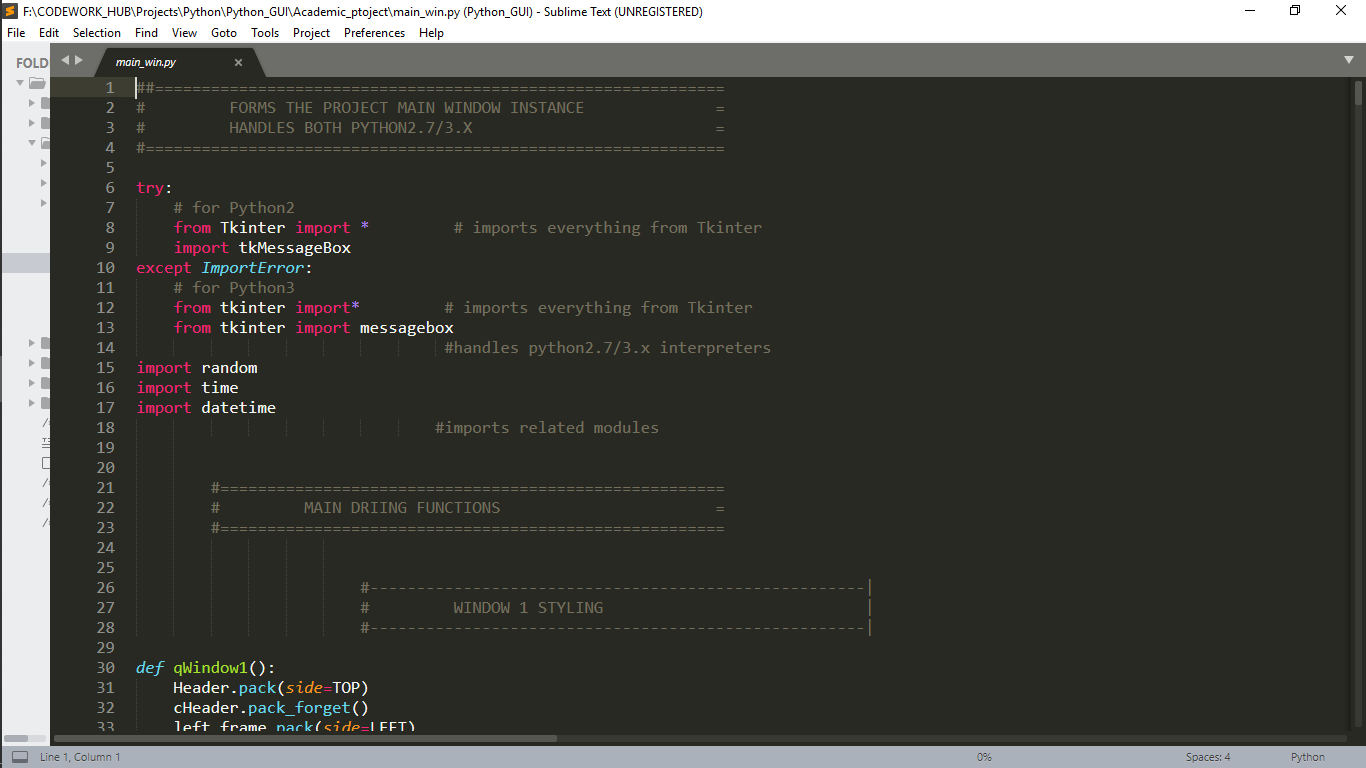 F:\CODEWORK_HUB\Projects\Python\Python_GUI\Academic_ptoject\main_win.py (Python_GUI) - Sublime Text (UNREGISTERED)
File Edit Selection Find View Goto Tools Project Preferences Help
FOLD
main_win.py ×
1 ##=============================================================
2 # FORMS THE PROJECT MAIN WINDOW INSTANCE =
3 # HANDLES BOTH PYTHON2.7/3.X =
4 #==============================================================
5
6 try:
7 # for Python2
8 from Tkinter import * # imports everything from Tkinter
9 import tkMessageBox
10 except ImportError:
11 # for Python3
12 from tkinter import* # imports everything from Tkinter
13 from tkinter import messagebox
14 #handles python2.7/3.x interpreters
15 import random
16 import time
17 import datetime
18 #imports related modules
19
20
21 #======================================================
22 # MAIN DRIING FUNCTIONS =
23 #======================================================
24
25
26 #-----------------------------------------------------|
27 # WINDOW 1 STYLING |
28 #-----------------------------------------------------|
29
30 def qWindow1():
31 Header.pack(side=TOP)
32 cHeader.pack_forget()
33 left_frame.pack(side=LEFT)
Line 1, Column 1 0% Spaces: 4 Python